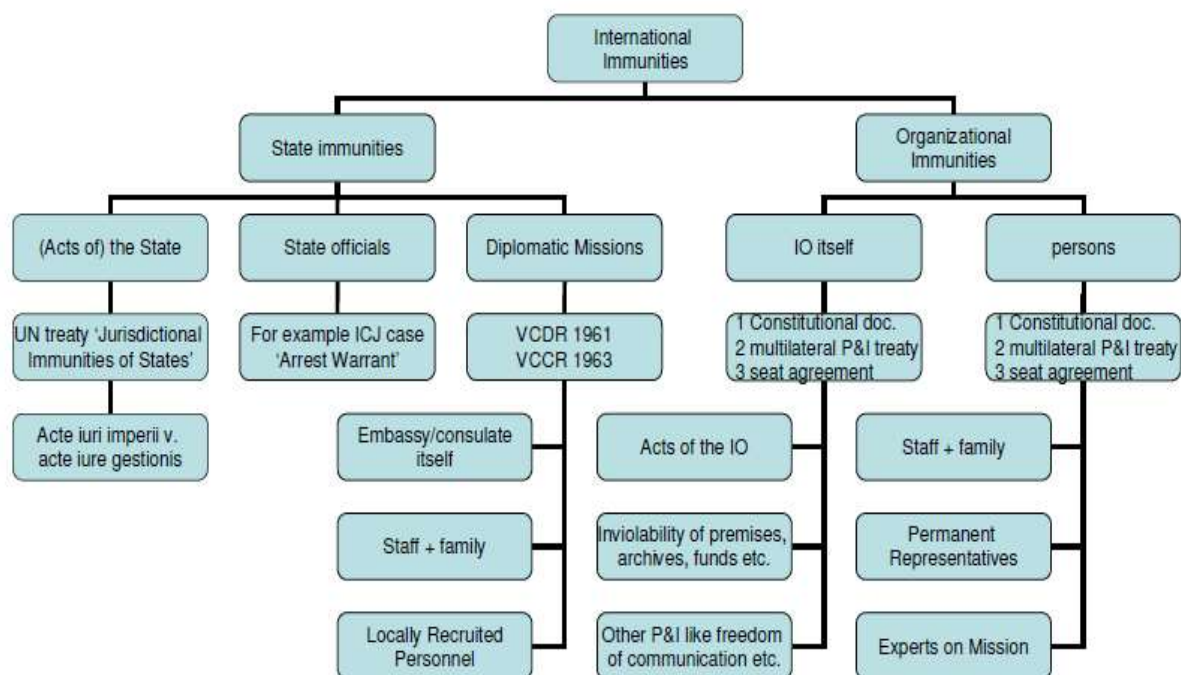 International
Immunities
State immunities
Organizational
Immunities
(Acts of) the State
State officials
Diplomatic Missions
IO itself
persons
UN treaty ‘Jurisdictional
Immunities of States’
For example ICJ case
‘Arrest Warrant’
VCDR 1961
VCCR 1963
1 Constitutional doc.
2 multilateral P&I treaty
3 seat agreement
1 Constitutional doc.
2 multilateral P&I treaty
3 seat agreement
Acte iuri imperii v.
acte iure gestionis
Embassy/consulate
itself
Acts of the IO
Staff + family
Staff + family
Inviolability of premises,
archives, funds etc.
Permanent
Representatives
Locally Recruited
Personnel
Other P&I like freedom
of communication etc.
Experts on Mission